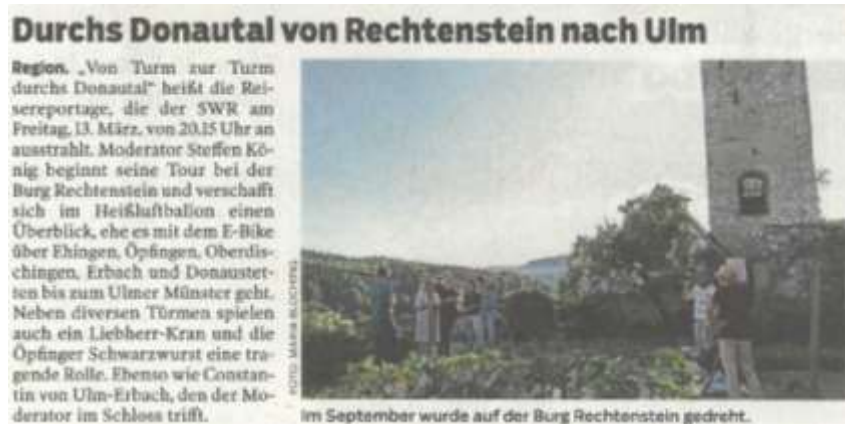 Durchs Donautal von Rechtenstein nach Ulm
Region. „Von Turm zur Turm
durchs Donautal“ heißt die Rei-
sereportage, die der SWR am
Freitag, 13. März, von 20.15 Uhr an
ausstrahlt. Moderator Steffen Kö-
nig beginnt seine Tour bei der
Burg Rechtenstein und verschafft
sich im Heißluftballon einen
Überblick, ehe es mit dem E-Bike
über Ehingen, Öpfingen, Oberdis-
chingen, Erbach und Donaustet-
ten bis zum Ulmer Münster geht.
Neben diversen Türmen spielen
auch ein Liebherr-Kran und die
Öpfinger Schwarzwurst eine tra-
gende Rolle. Ebenso wie Constan-
tin von Ulm-Erbach, den der Mo-
derator im Schloss trifft.
FOTO: MARIA
Im September wurde auf der Burg Rechtenstein gedreht.